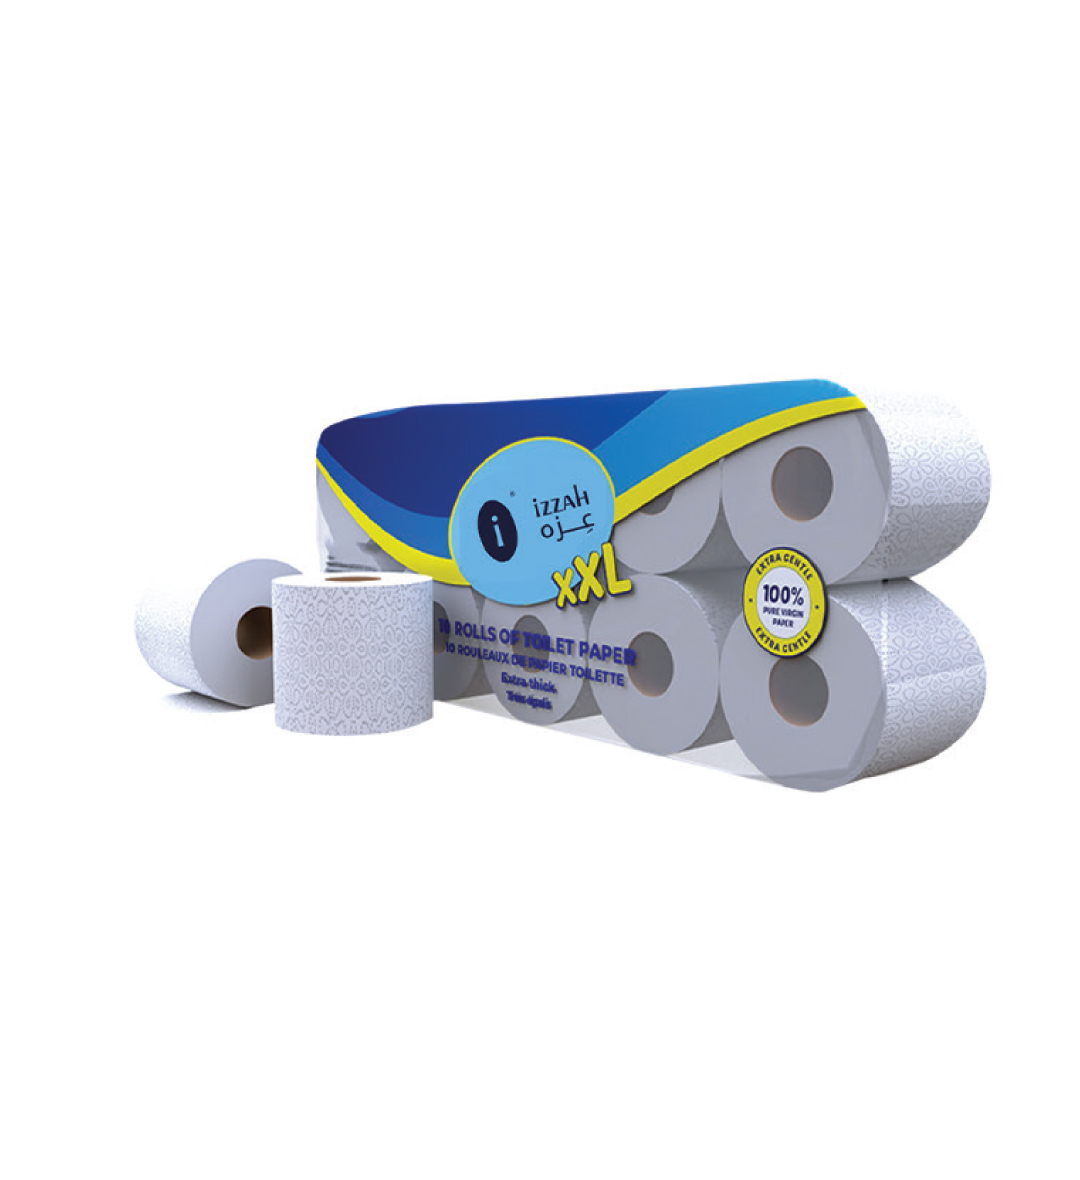 i
®
izzah
عـزه
xXL
10 ROLLS OF TOILET PAPER
10 ROULEAUX DE PAPIER TOILETTE
Extra-thick
Très épais
EXTRA GENTLE
100%
PURE VIRGIN
PAPER
EXTRA GENTLE